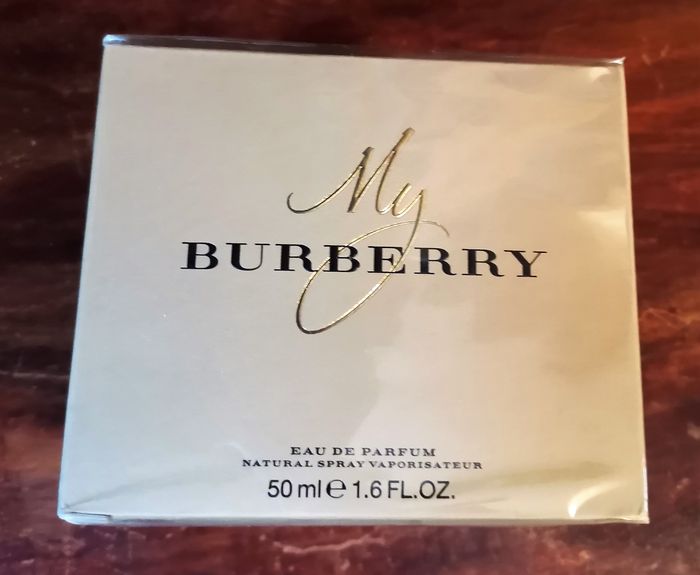 My
BURBERRY
EAU DE PARFUM
NATURAL SPRAY VAPORISATEUR
50 ml ℮ 1.6 FL.OZ.